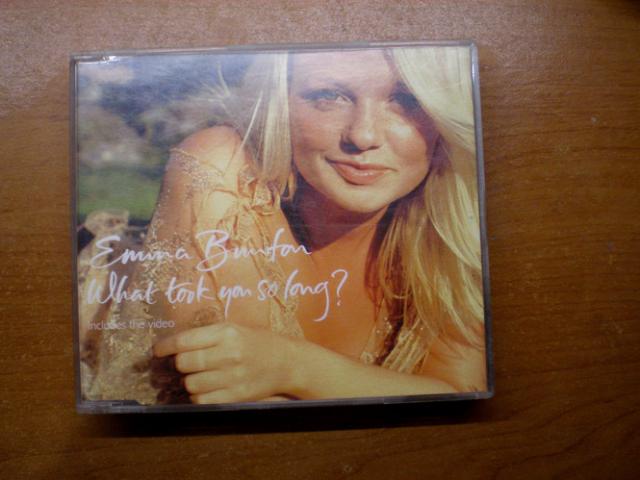 Emma Bunton
What took you so long?
Includes the video